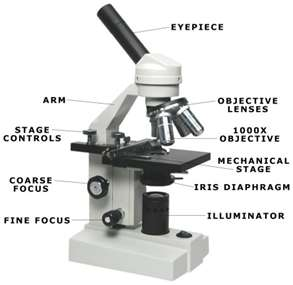 EYEPIECE
ARM
OBJECTIVE
LENSES
STAGE
CONTROLS
1000X
OBJECTIVE
MECHANICAL
STAGE
COARSE
FOCUS
IRIS DIAPHRAGM
FINE FOCUS
ILLUMINATOR